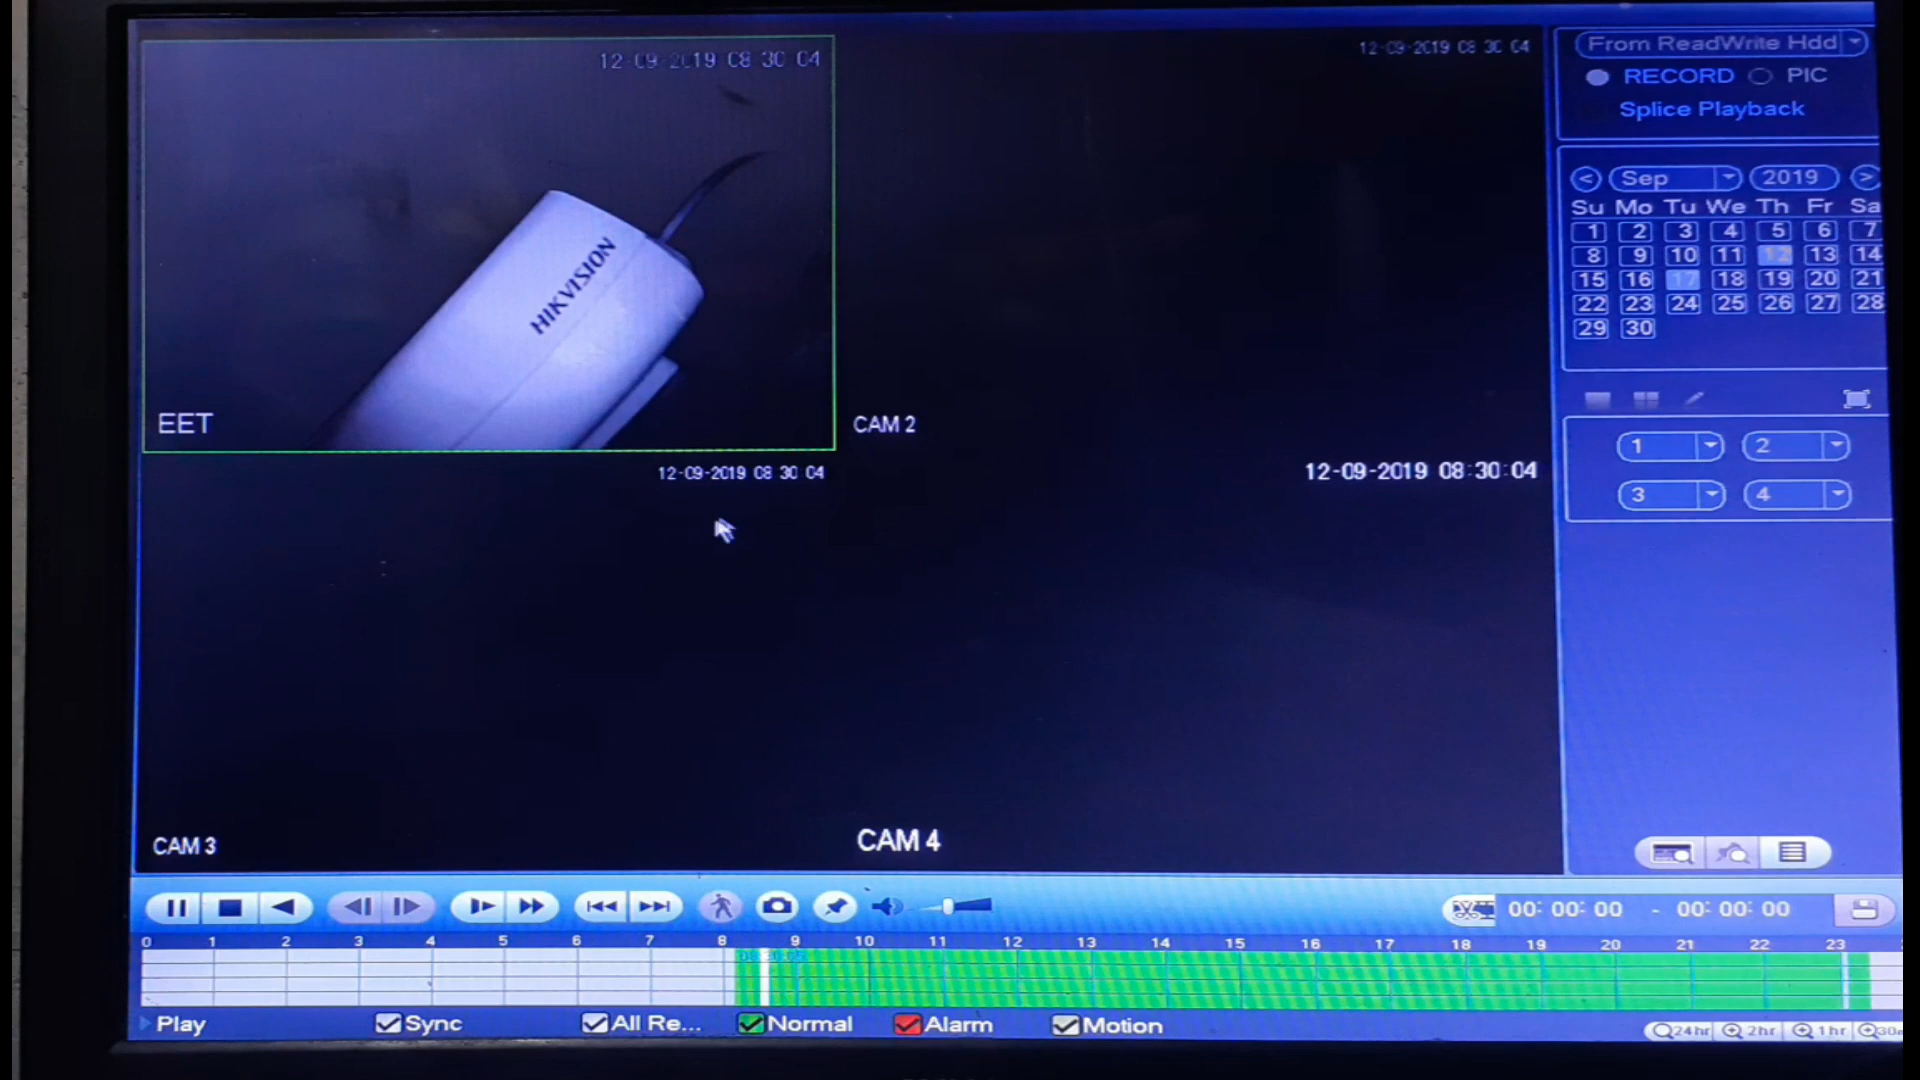 12-09-2019 08 30 04
HIKVISION
EET
12-09-2019 08 30 04
CAM 2
12-09-2019 08 30 04
CAM 3
12-09-2019 08:30:04
CAM 4
From ReadWrite Hdd
RECORD PIC
Splice Playback
< Sep 2019 >
Su Mo Tu We Th Fr Sa
1 2 3 4 5 6 7
8 9 10 11 12 13 14
15 16 17 18 19 20 21
22 23 24 25 26 27 28
29 30
1 2
3 4
00: 00: 00 - 00: 00: 00
0 1 2 3 4 5 6 7 8 9 10 11 12 13 14 15 16 17 18 19 20 21 22 23
Play Sync All Re... Normal Alarm Motion
24hr 2hr 1hr